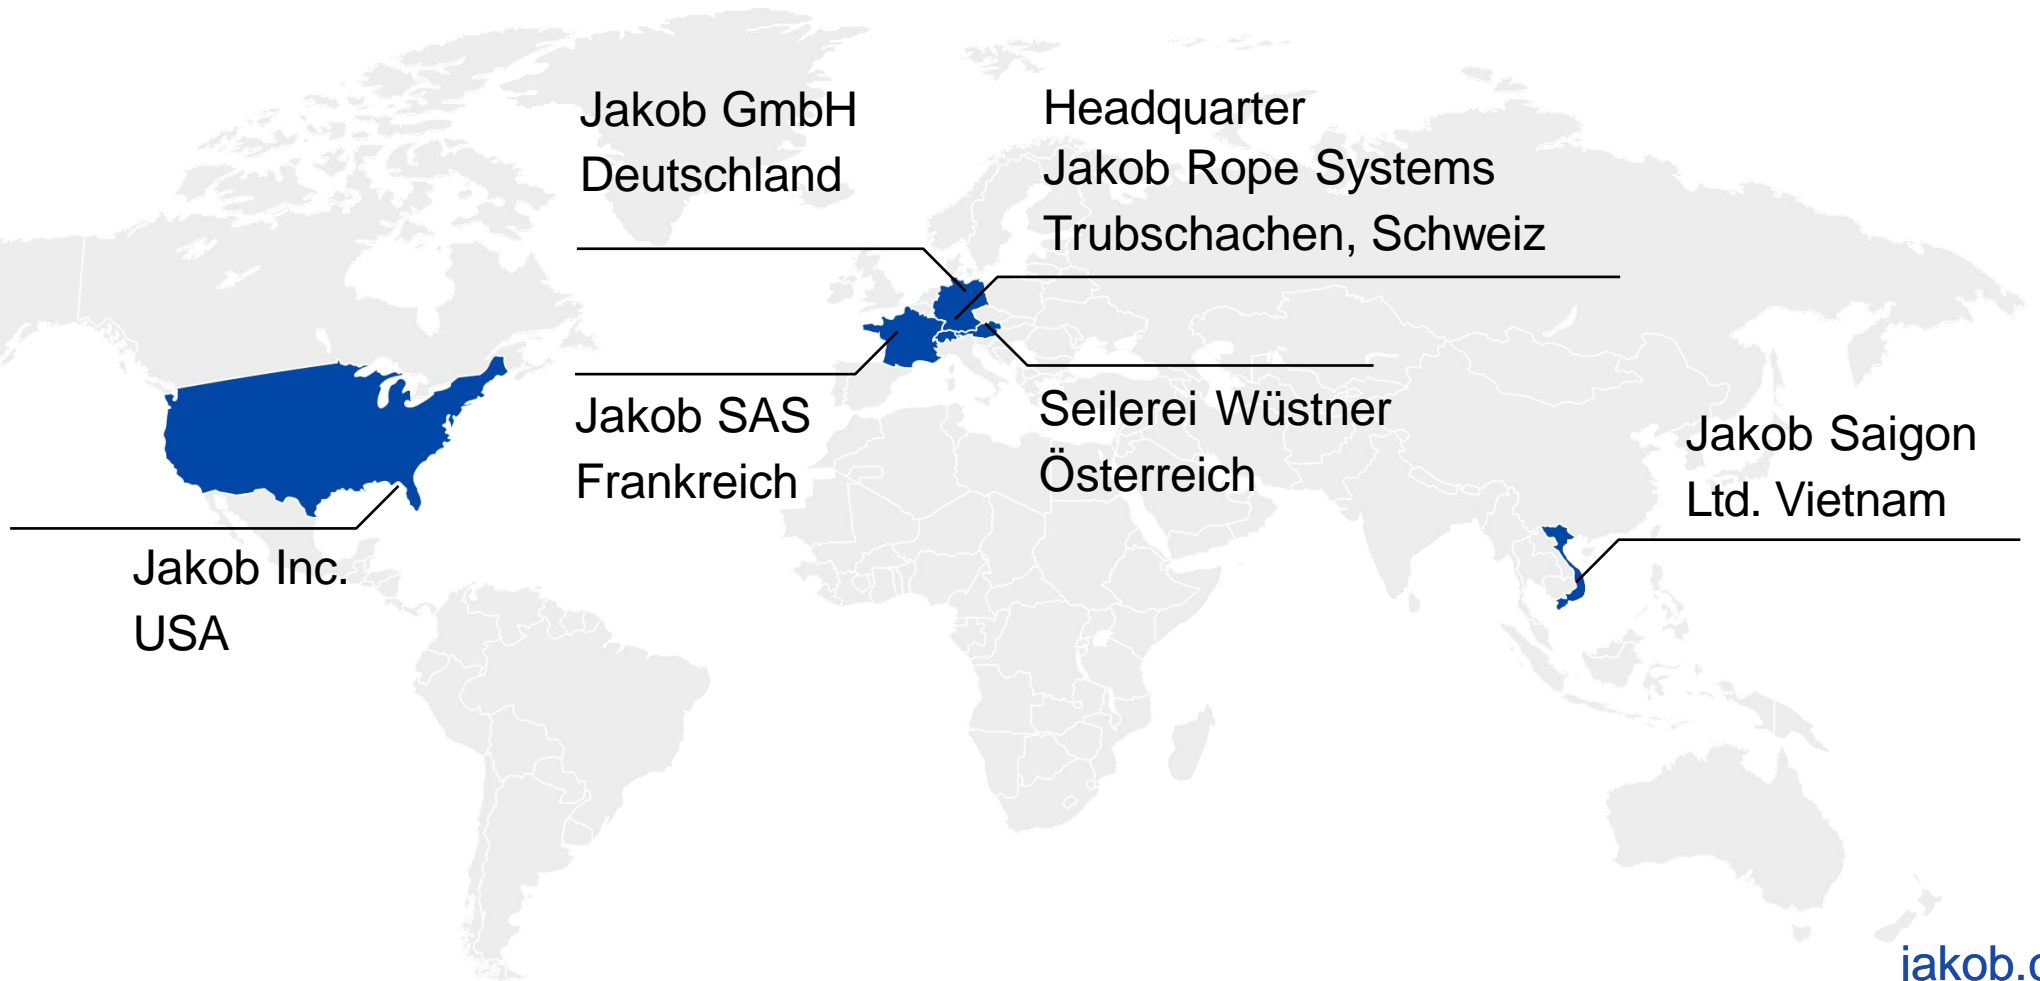 Jakob GmbH
Deutschland
Headquarter
Jakob Rope Systems
Trubschachen, Schweiz
Jakob SAS
Frankreich
Seilerei Wüstner
Österreich
Jakob Saigon
Ltd. Vietnam
Jakob Inc.
USA